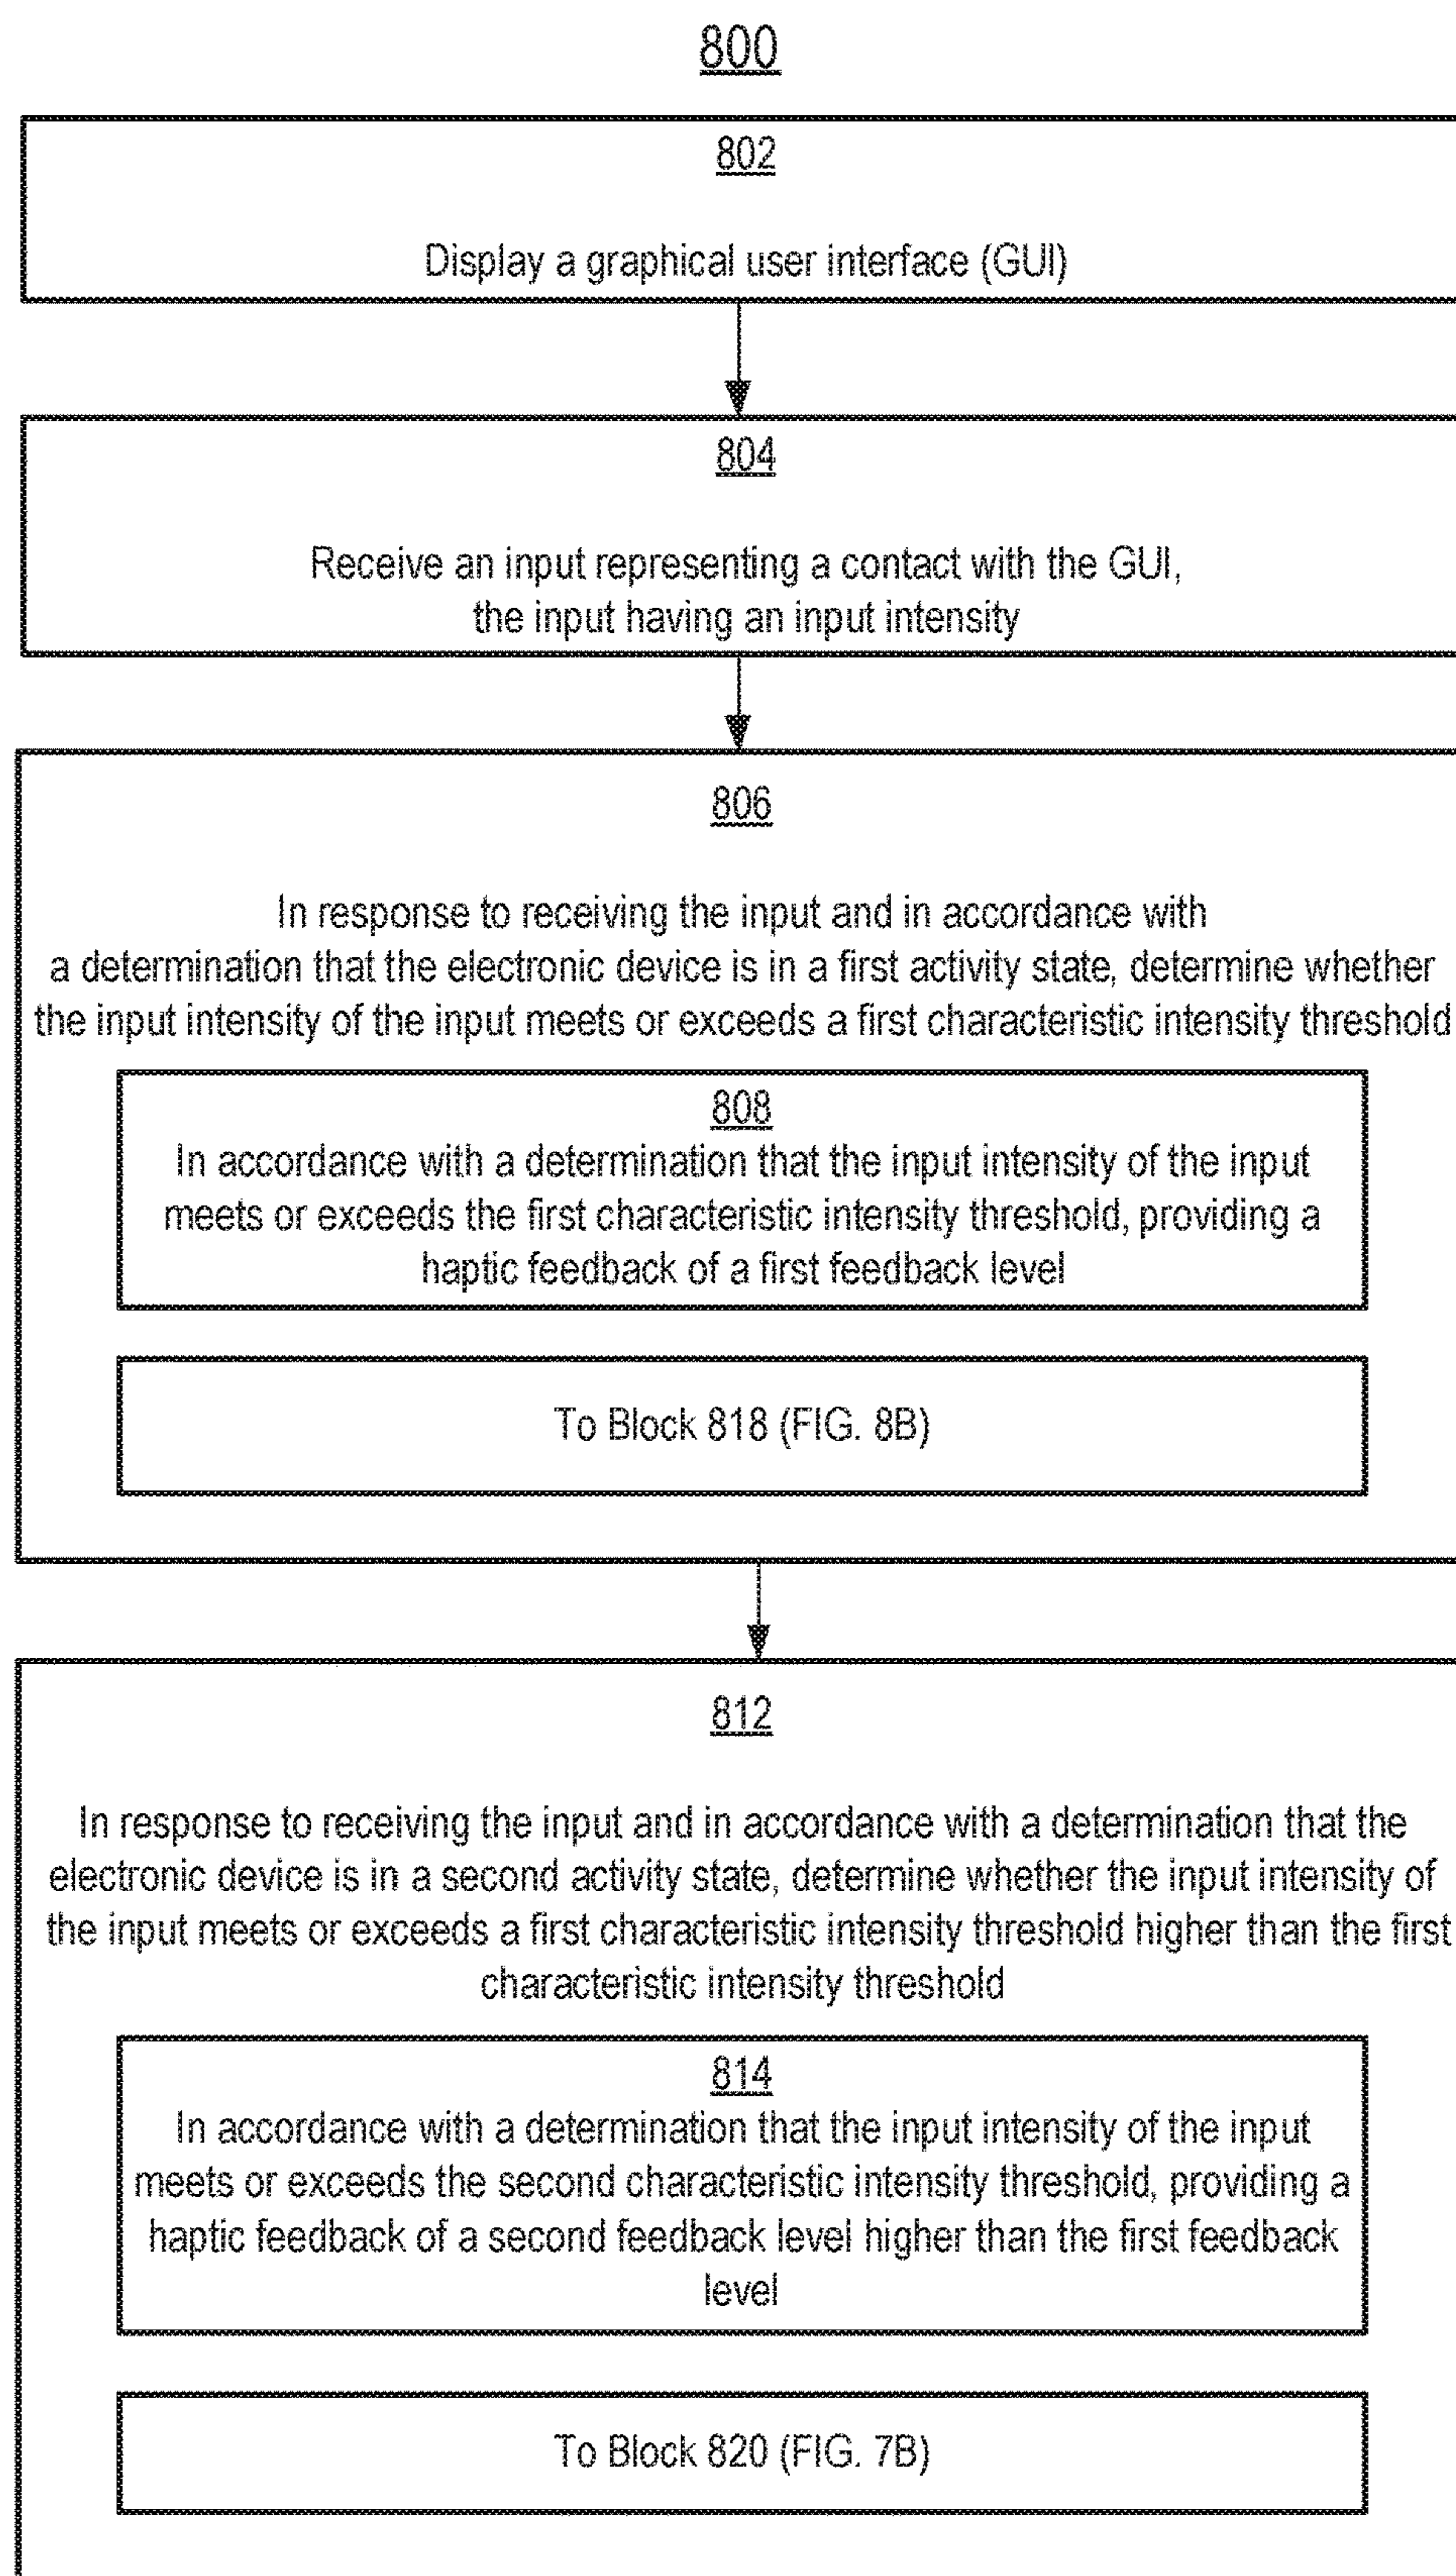 800
802
Display a graphical user interface (GUI)
804
Receive an input representing a contact with the GUI,
the input having an input intensity
806
In response to receiving the input and in accordance with
a determination that the electronic device is in a first activity state, determine whether
the input intensity of the input meets or exceeds a first characteristic intensity threshold
808
In accordance with a determination that the input intensity of the input
meets or exceeds the first characteristic intensity threshold, providing a
haptic feedback of a first feedback level
To Block 818 (FIG. 8B)
812
In response to receiving the input and in accordance with a determination that the
electronic device is in a second activity state, determine whether the input intensity of
the input meets or exceeds a first characteristic intensity threshold higher than the first
characteristic intensity threshold
814
In accordance with a determination that the input intensity of the input
meets or exceeds the second characteristic intensity threshold, providing a
haptic feedback of a second feedback level higher than the first feedback
level
To Block 820 (FIG. 7B)